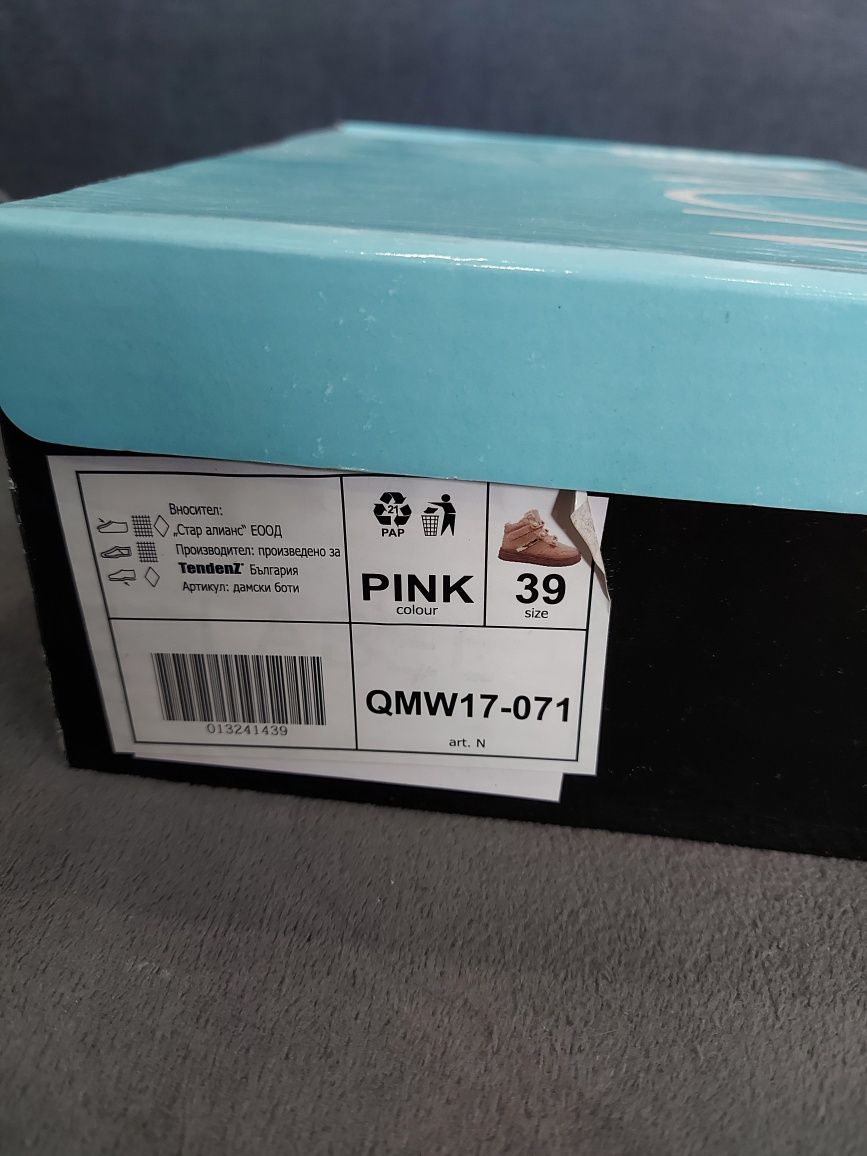 Вносител:
„Стар алианс“ ЕООД
Производител: произведено за
TendenZ® България
Артикул: дамски боти
21
PAP
PINK
colour
39
size
013241439
QMW17-071
art. N